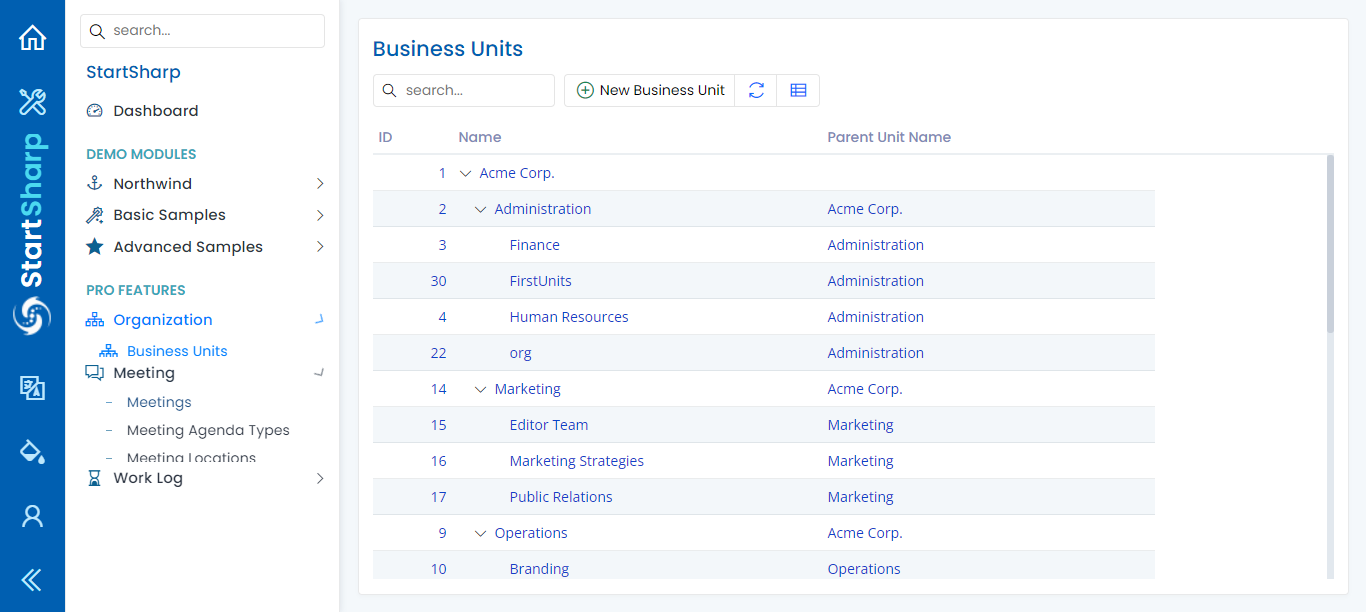 StartSharp
search...
StartSharp
Dashboard
DEMO MODULES
Northwind
Basic Samples
Advanced Samples
PRO FEATURES
Organization
Business Units
Meeting
Meetings
Meeting Agenda Types
Meeting Locations
Work Log
Business Units
search...
New Business Unit
ID Name Parent Unit Name
1 Acme Corp.
2 Administration Acme Corp.
3 Finance Administration
30 FirstUnits Administration
4 Human Resources Administration
22 org Administration
14 Marketing Acme Corp.
15 Editor Team Marketing
16 Marketing Strategies Marketing
17 Public Relations Marketing
9 Operations Acme Corp.
10 Branding Operations